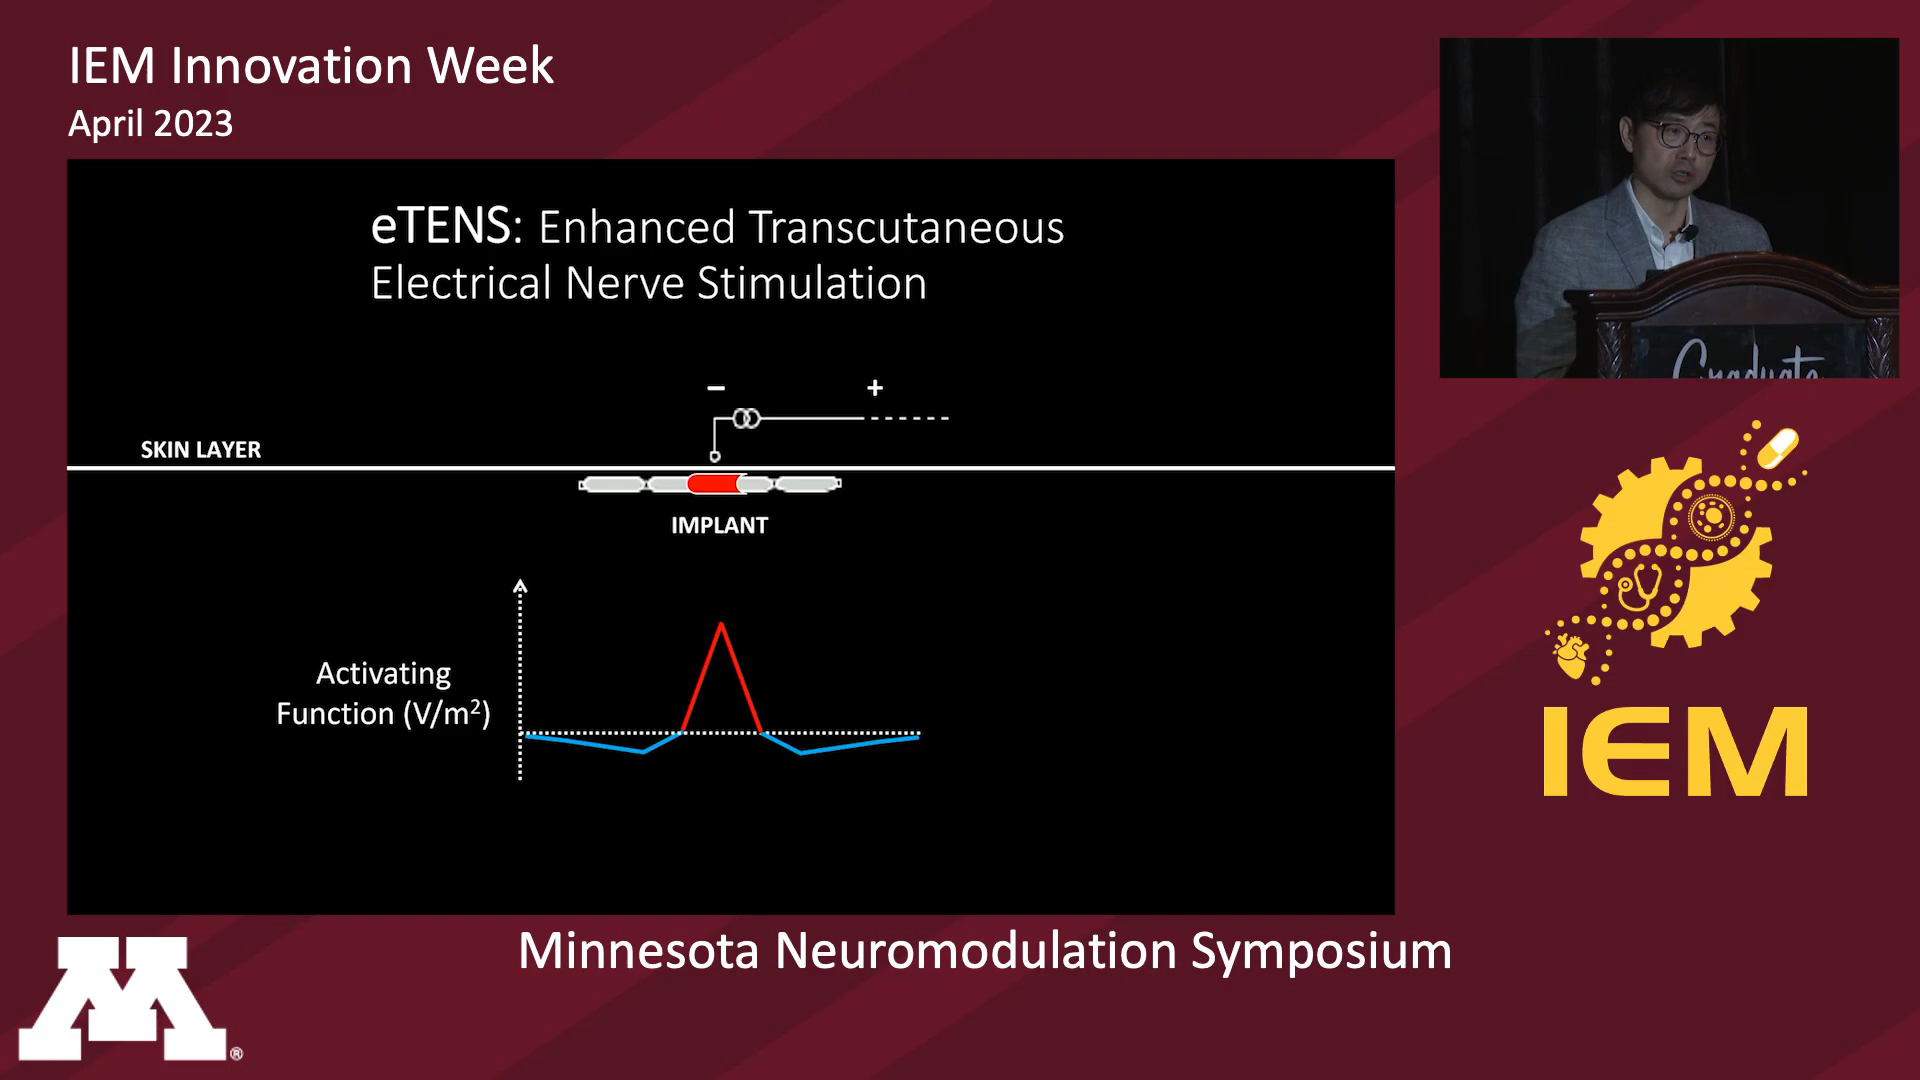 IEM Innovation Week
April 2023
eTENS: Enhanced Transcutaneous
Electrical Nerve Stimulation
− +
SKIN LAYER
IMPLANT
Activating
Function (V/m²)
Graduate
IEM
Minnesota Neuromodulation Symposium
M®